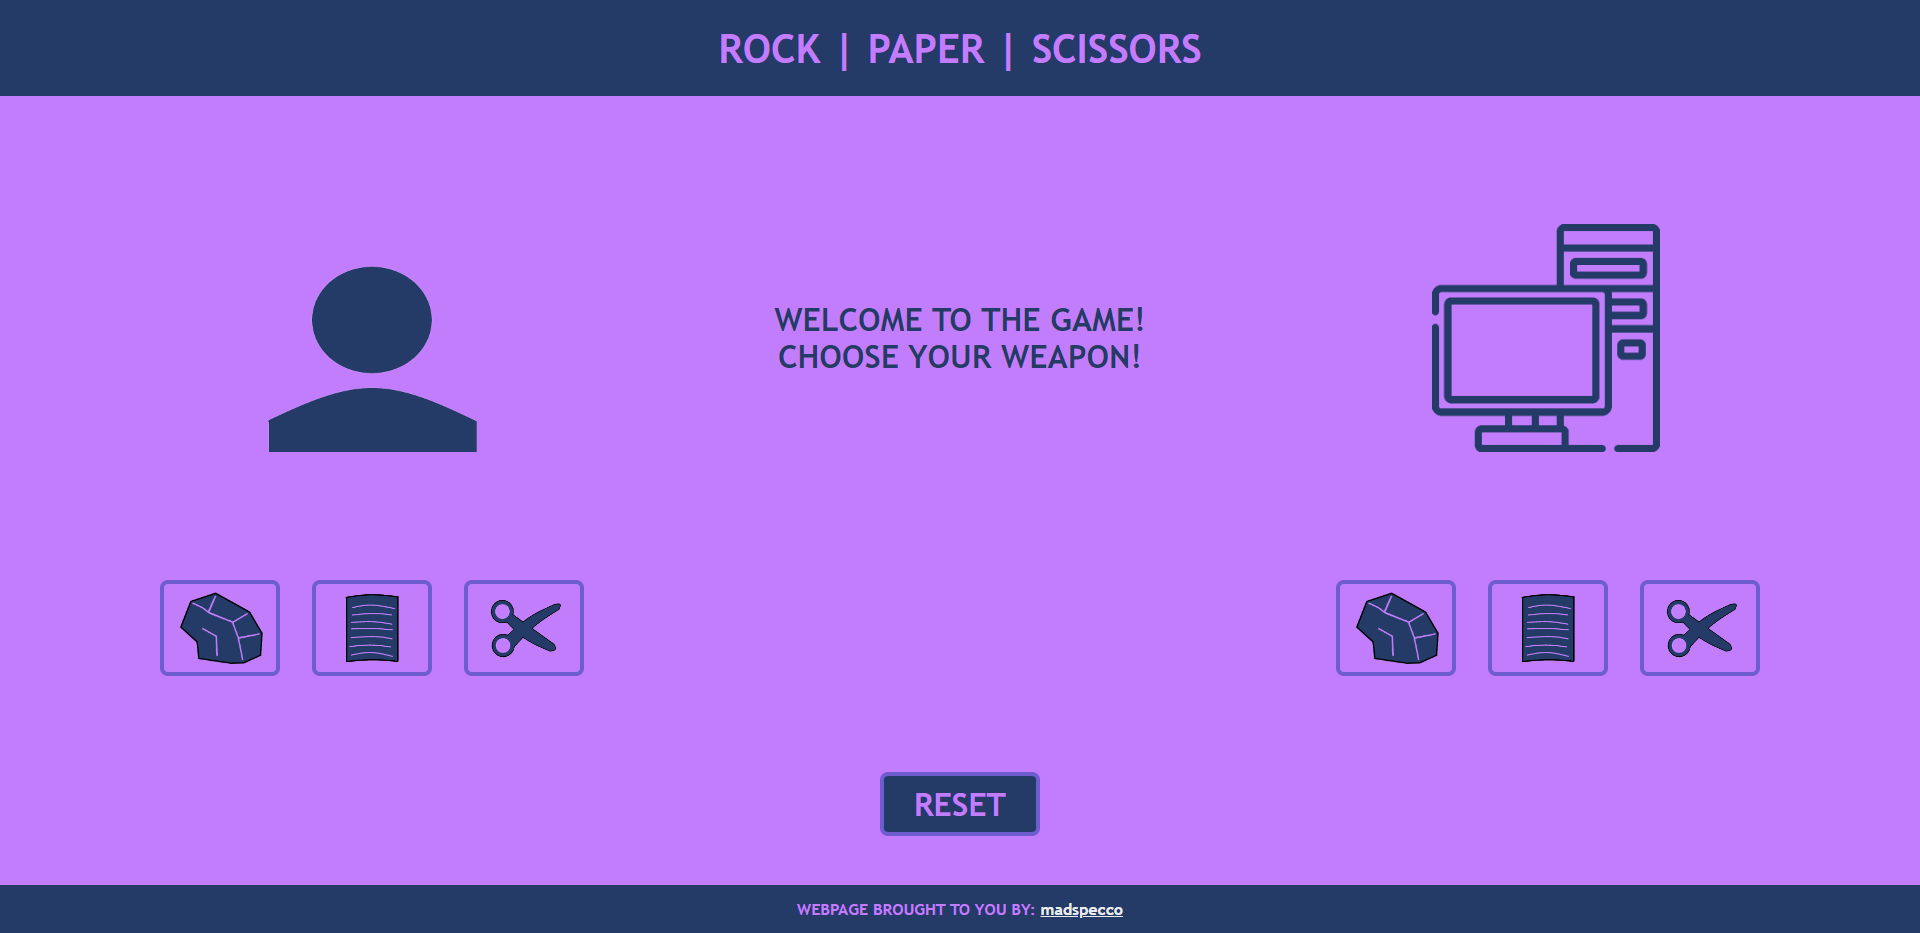 ROCK | PAPER | SCISSORS
WELCOME TO THE GAME!
CHOOSE YOUR WEAPON!
RESET
WEBPAGE BROUGHT TO YOU BY: madspecco